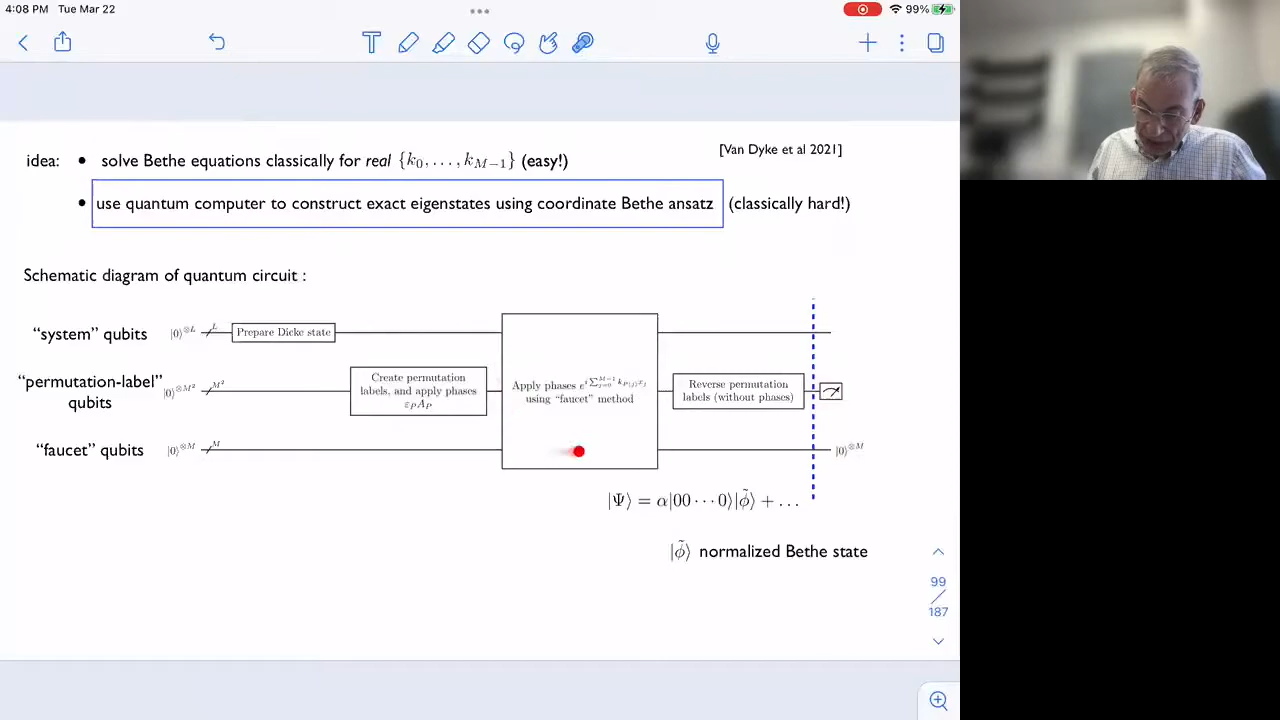 4:08 PM Tue Mar 22
99%
idea: • solve Bethe equations classically for real {k₀, . . . , k_{M−1}} (easy!)
[Van Dyke et al 2021]
• use quantum computer to construct exact eigenstates using coordinate Bethe ansatz (classically hard!)
Schematic diagram of quantum circuit :
“system” qubits |0⟩^{⊗L} L Prepare Dicke state
“permutation-label” qubits |0⟩^{⊗M²} M²
Create permutation
labels, and apply phases
ε_P A_P
Apply phases e^{i∑_{j=0}^{M−1} k_{P(j)} x_j}
using “faucet” method
Reverse permutation
labels (without phases)
“faucet” qubits |0⟩^{⊗M} M |0⟩^{⊗M}
|Ψ⟩ = α|00 · · · 0⟩|φ̃⟩ + . . .
|φ̃⟩ normalized Bethe state
99
187